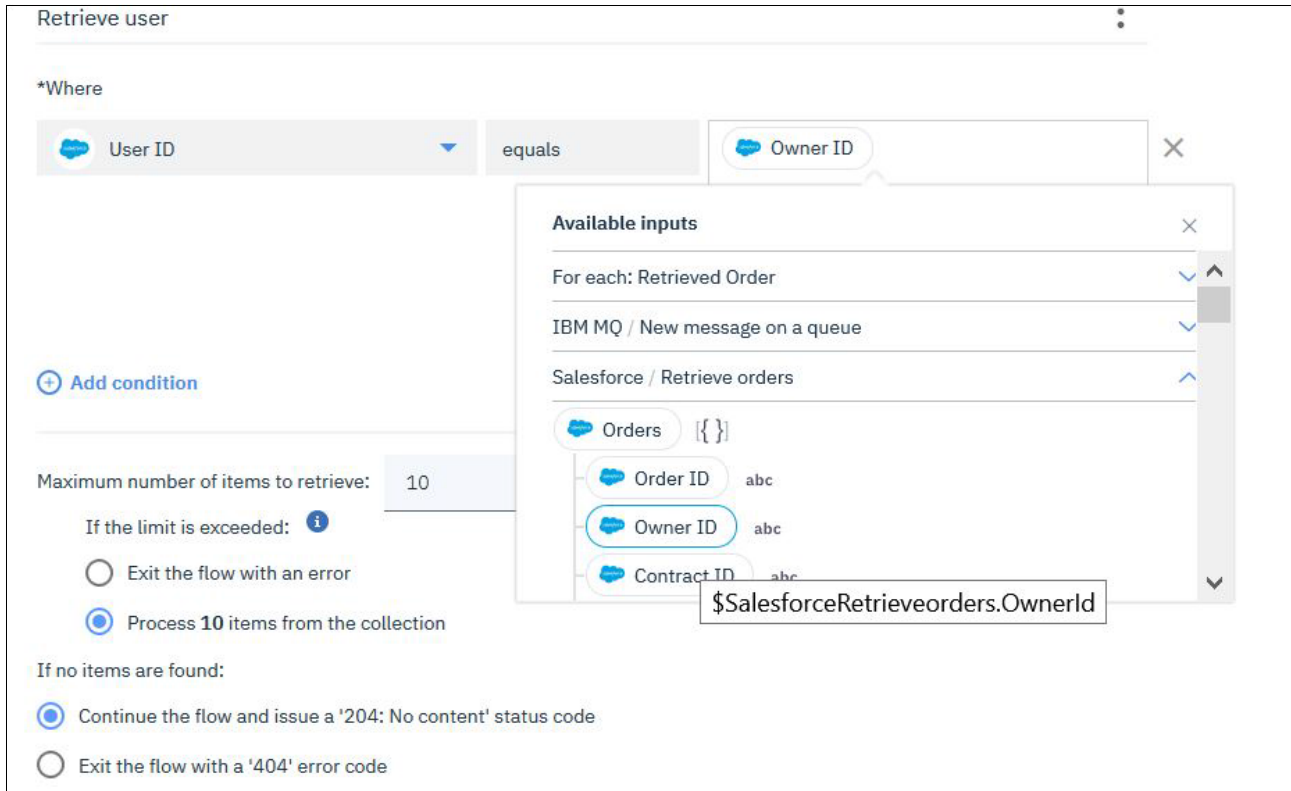 Retrieve user
*Where
User ID
equals
Owner ID
Available inputs
For each: Retrieved Order
IBM MQ / New message on a queue
Salesforce / Retrieve orders
Orders [{ }]
Order ID abc
Owner ID abc
Contract ID abc
$SalesforceRetrieveorders.OwnerId
Add condition
Maximum number of items to retrieve: 10
If the limit is exceeded:
Exit the flow with an error
Process 10 items from the collection
If no items are found:
Continue the flow and issue a '204: No content' status code
Exit the flow with a '404' error code